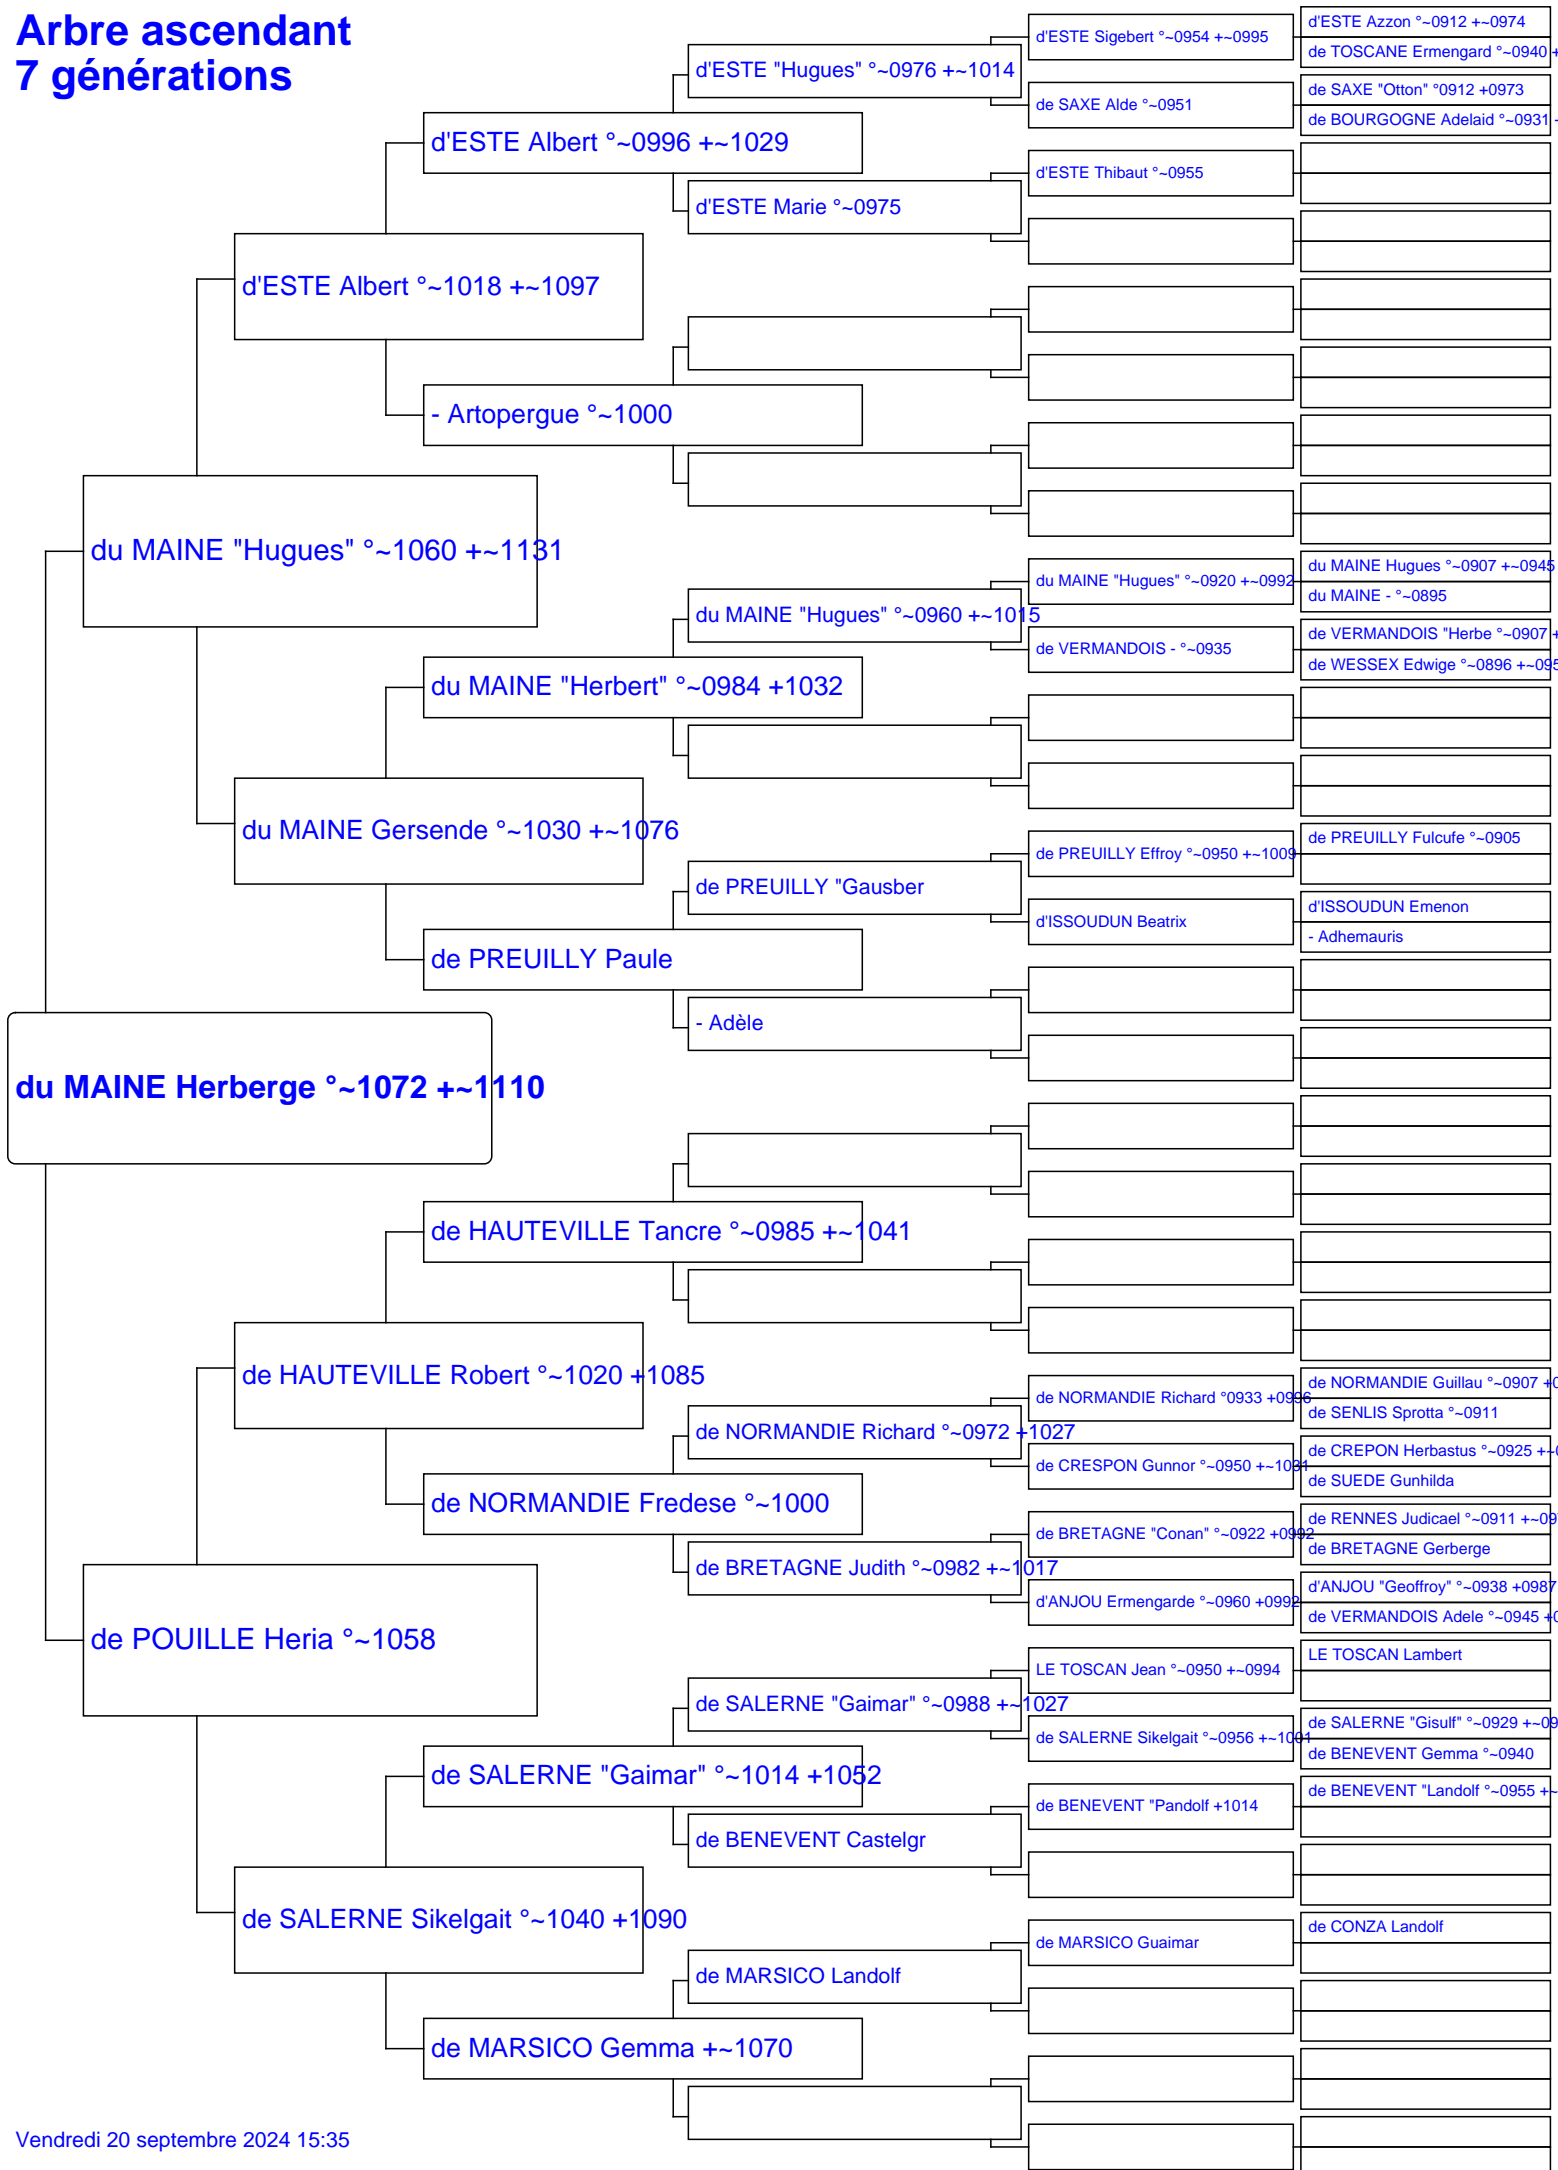 Arbre ascendant
7 générations
d'ESTE Azzon °~0912 +~0974
d'ESTE Sigebert °~0954 +~0995
de TOSCANE Ermengard °~0940 +
d'ESTE "Hugues" °~0976 +~1014
de SAXE "Otton" °0912 +0973
de SAXE Alde °~0951
de BOURGOGNE Adelaid °~0931 -
d'ESTE Albert °~0996 +~1029
d'ESTE Thibaut °~0955
d'ESTE Marie °~0975
d'ESTE Albert °~1018 +~1097
- Artopergue °~1000
du MAINE "Hugues" °~1060 +~1131
du MAINE Hugues °~0907 +~0945
du MAINE "Hugues" °~0920 +~0992
du MAINE - °~0895
du MAINE "Hugues" °~0960 +~1015
de VERMANDOIS "Herbe °~0907 +
de VERMANDOIS - °~0935
de WESSEX Edwige °~0896 +~095
du MAINE "Herbert" °~0984 +1032
du MAINE Gersende °~1030 +~1076
de PREUILLY Fulcufe °~0905
de PREUILLY Effroy °~0950 +~1009
de PREUILLY "Gausber
d'ISSOUDUN Emenon
d'ISSOUDUN Beatrix
- Adhemauris
de PREUILLY Paule
- Adèle
du MAINE Herberge °~1072 +~1110
de HAUTEVILLE Tancre °~0985 +~1041
de HAUTEVILLE Robert °~1020 +1085
de NORMANDIE Guillau °~0907 +0
de NORMANDIE Richard °0933 +0996
de SENLIS Sprotta °~0911
de NORMANDIE Richard °~0972 +1027
de CREPON Herbastus °~0925 +~0
de CRESPON Gunnor °~0950 +~1031
de SUEDE Gunhilda
de NORMANDIE Fredese °~1000
de RENNES Judicael °~0911 +~09
de BRETAGNE "Conan" °~0922 +0992
de BRETAGNE Gerberge
de BRETAGNE Judith °~0982 +~1017
d'ANJOU "Geoffroy" °~0938 +0987
d'ANJOU Ermengarde °~0960 +0992
de VERMANDOIS Adele °~0945 +0
de POUILLE Heria °~1058
LE TOSCAN Lambert
LE TOSCAN Jean °~0950 +~0994
de SALERNE "Gaimar" °~0988 +~1027
de SALERNE "Gisulf" °~0929 +~09
de SALERNE Sikelgait °~0956 +~1001
de BENEVENT Gemma °~0940
de SALERNE "Gaimar" °~1014 +1052
de BENEVENT "Landolf °~0955 +~
de BENEVENT "Pandolf +1014
de BENEVENT Castelgr
de SALERNE Sikelgait °~1040 +1090
de CONZA Landolf
de MARSICO Guaimar
de MARSICO Landolf
de MARSICO Gemma +~1070
Vendredi 20 septembre 2024 15:35